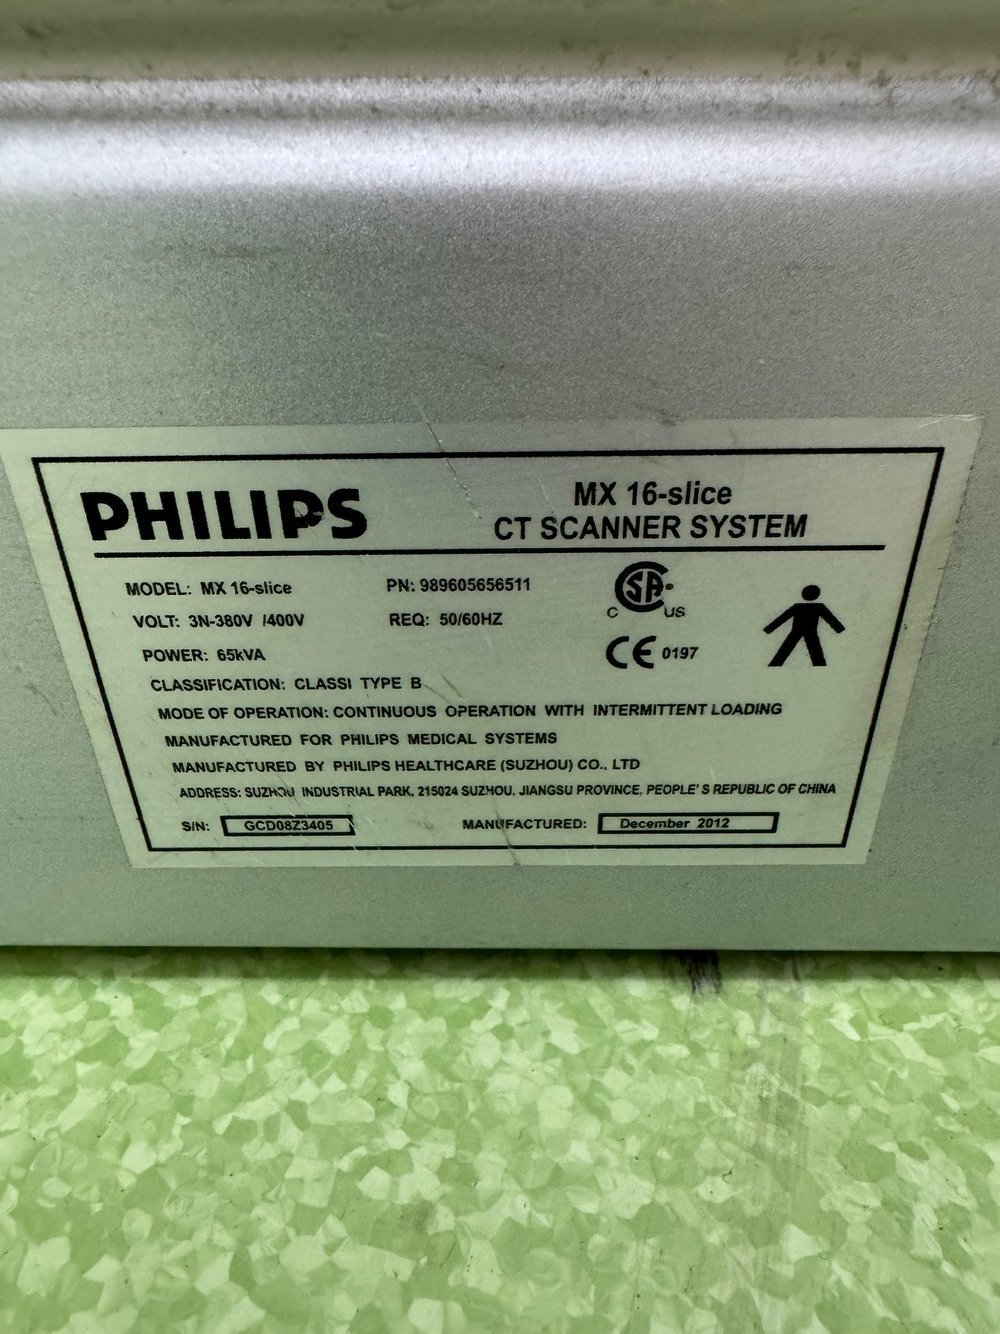 PHILIPS
MX 16-slice
CT SCANNER SYSTEM
MODEL: MX 16-slice PN: 989605656511
VOLT: 3N-380V /400V REQ: 50/60HZ
POWER: 65kVA
CLASSIFICATION: CLASSI TYPE B
MODE OF OPERATION: CONTINUOUS OPERATION WITH INTERMITTENT LOADING
MANUFACTURED FOR PHILIPS MEDICAL SYSTEMS
MANUFACTURED BY PHILIPS HEALTHCARE (SUZHOU) CO., LTD
ADDRESS: SUZHOU INDUSTRIAL PARK, 215024 SUZHOU, JIANGSU PROVINCE, PEOPLE'S REPUBLIC OF CHINA
S/N: GCD08Z3405 MANUFACTURED: December 2012
SA
C US
CE 0197